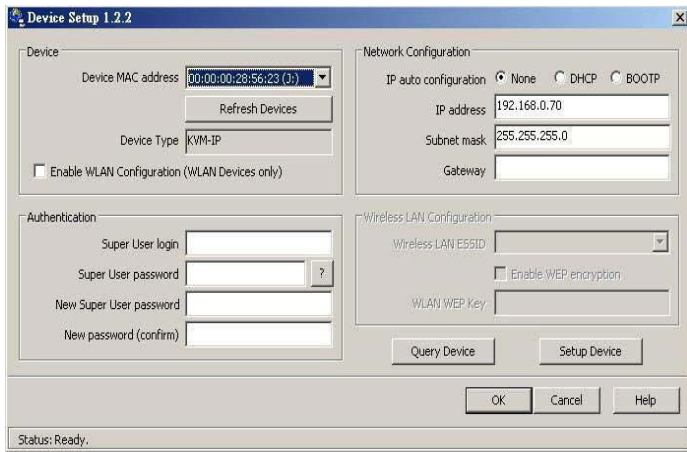 Device Setup 1.2.2
Device
Device MAC address 00:00:00:28:56:23 (J:)
Refresh Devices
Device Type KVM-IP
Enable WLAN Configuration (WLAN Devices only)
Network Configuration
IP auto configuration None DHCP BOOTP
IP address 192.168.0.70
Subnet mask 255.255.255.0
Gateway
Authentication
Super User login
Super User password ?
New Super User password
New password (confirm)
Wireless LAN Configuration
Wireless LAN ESSID
Enable WEP encryption
WLAN WEP Key
Query Device Setup Device
OK Cancel Help
Status: Ready.